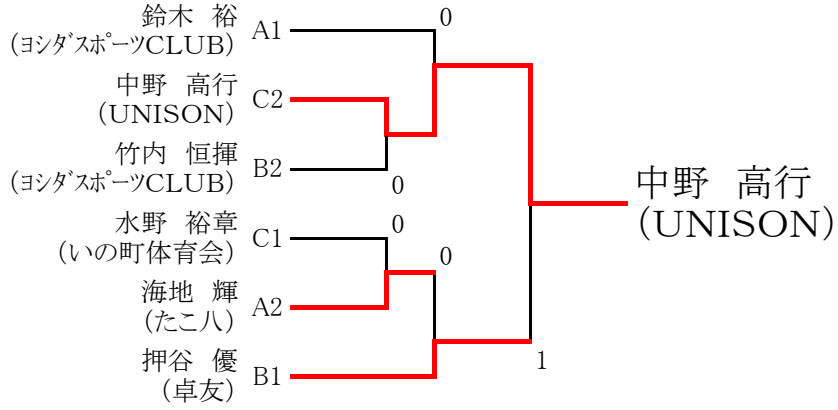 鈴木 裕
(ﾖｼﾀﾞｽﾎﾟｰﾂCLUB)
A1
0
中野 高行
(UNISON)
C2
竹内 恒揮
(ﾖｼﾀﾞｽﾎﾟｰﾂCLUB)
B2
0
中野 高行
(UNISON)
水野 裕章
(いの町体育会)
C1
0
0
海地 輝
(たこ八)
A2
押谷 優
(卓友)
B1
1